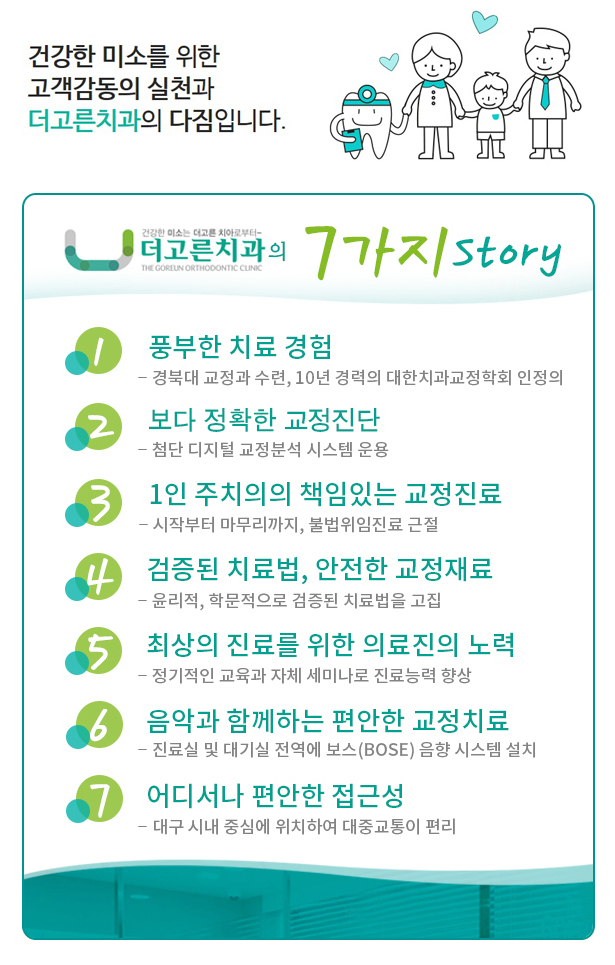 건강한 미소를 위한
고객감동의 실천과
더고른치과의 다짐입니다.
건강한 미소는 더고른 치아로부터~
더고른치과의 7가지 Story
THE GOREUN ORTHODONTIC CLINIC
1 풍부한 치료 경험
- 경북대 교정과 수련, 10년 경력의 대한치과교정학회 인정의
2 보다 정확한 교정진단
- 첨단 디지털 교정분석 시스템 운용
3 1인 주치의의 책임있는 교정진료
- 시작부터 마무리까지, 불법위임진료 근절
4 검증된 치료법, 안전한 교정재료
- 윤리적, 학문적으로 검증된 치료법을 고집
5 최상의 진료를 위한 의료진의 노력
- 정기적인 교육과 자체 세미나로 진료능력 향상
6 음악과 함께하는 편안한 교정치료
- 진료실 및 대기실 전역에 보스(BOSE) 음향 시스템 설치
7 어디서나 편안한 접근성
- 대구 시내 중심에 위치하여 대중교통이 편리